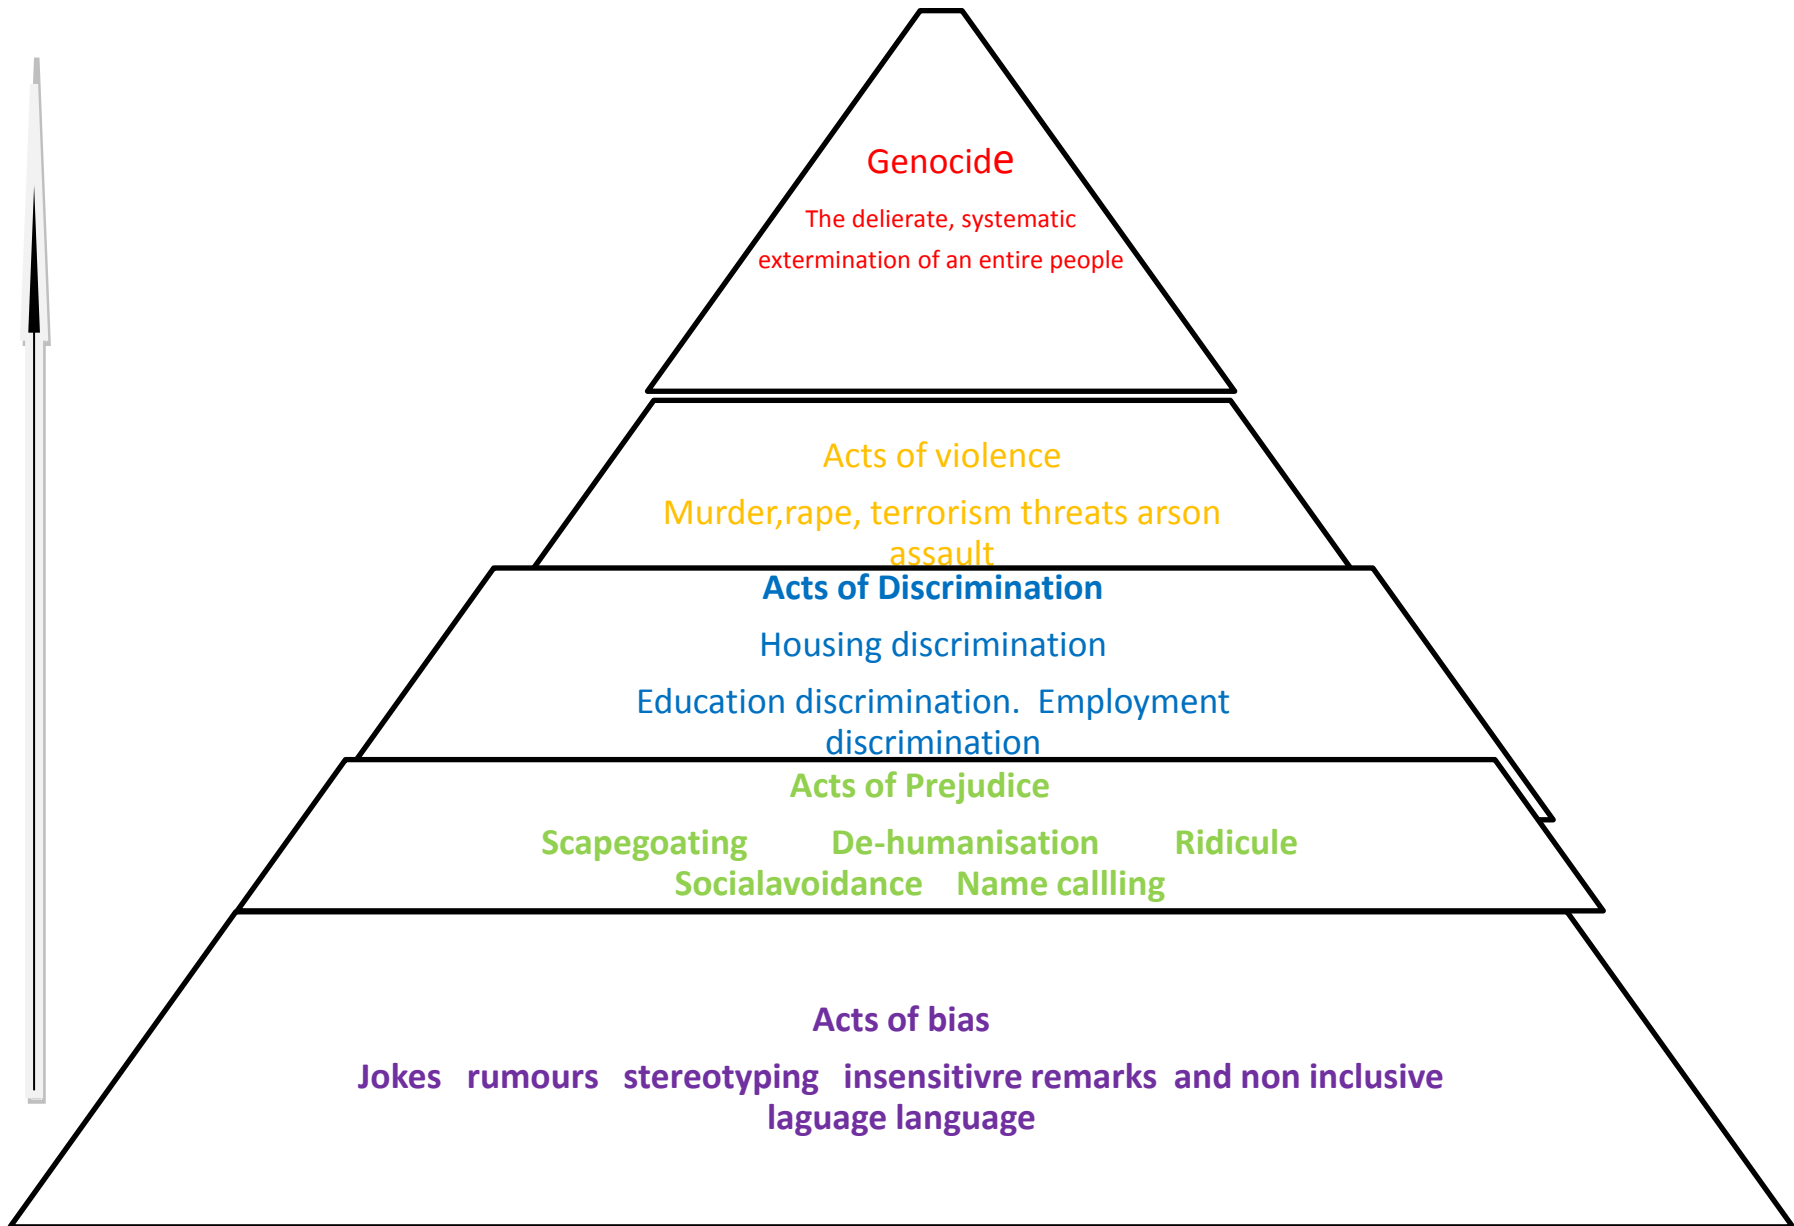 Genocide
The delierate, systematic
extermination of an entire people
Acts of violence
Murder,rape, terrorism threats arson
assault
Acts of Discrimination
Housing discrimination
Education discrimination.  Employment
discrimination
Acts of Prejudice
Scapegoating De-humanisation Ridicule
Socialavoidance Name callling
Acts of bias
Jokes rumours stereotyping insensitivre remarks and non inclusive
laguage language